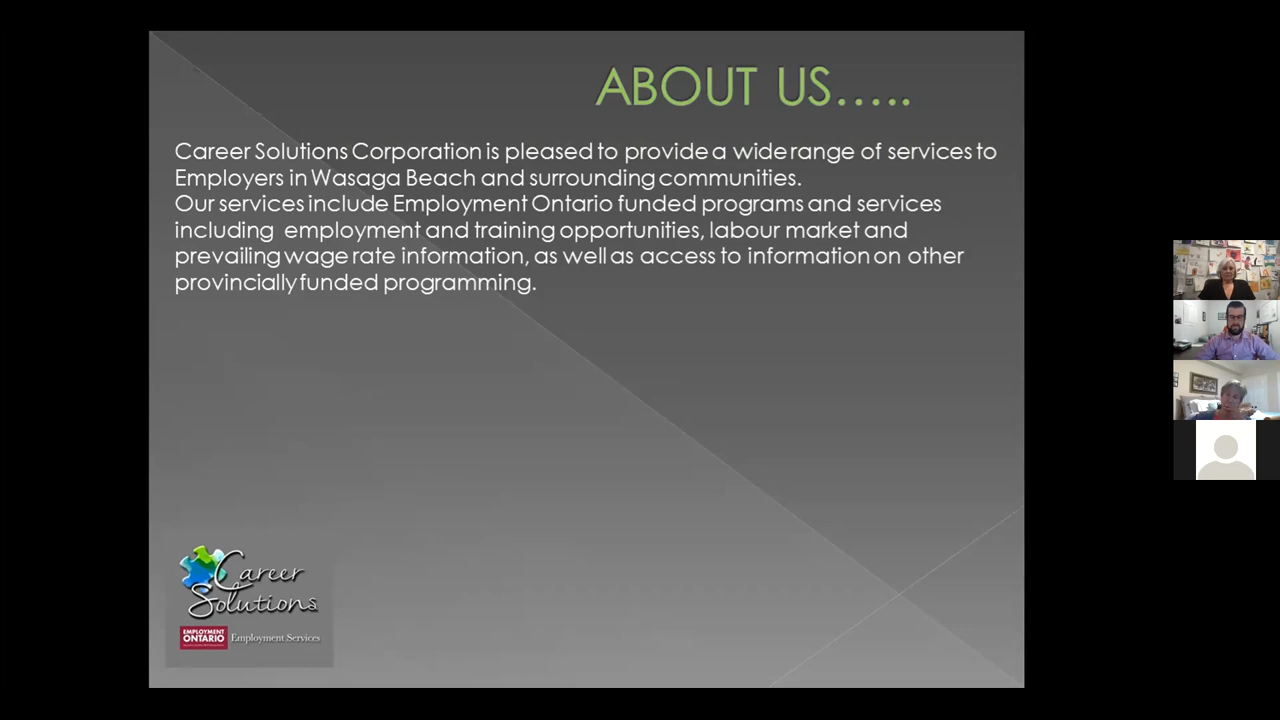 ABOUT US.....
Career Solutions Corporation is pleased to provide a wide range of services to
Employers in Wasaga Beach and surrounding communities.
Our services include Employment Ontario funded programs and services
including employment and training opportunities, labour market and
prevailing wage rate information, as well as access to information on other
provincially funded programming.
Career
Solutions
EMPLOYMENT
ONTARIO
Employment Services